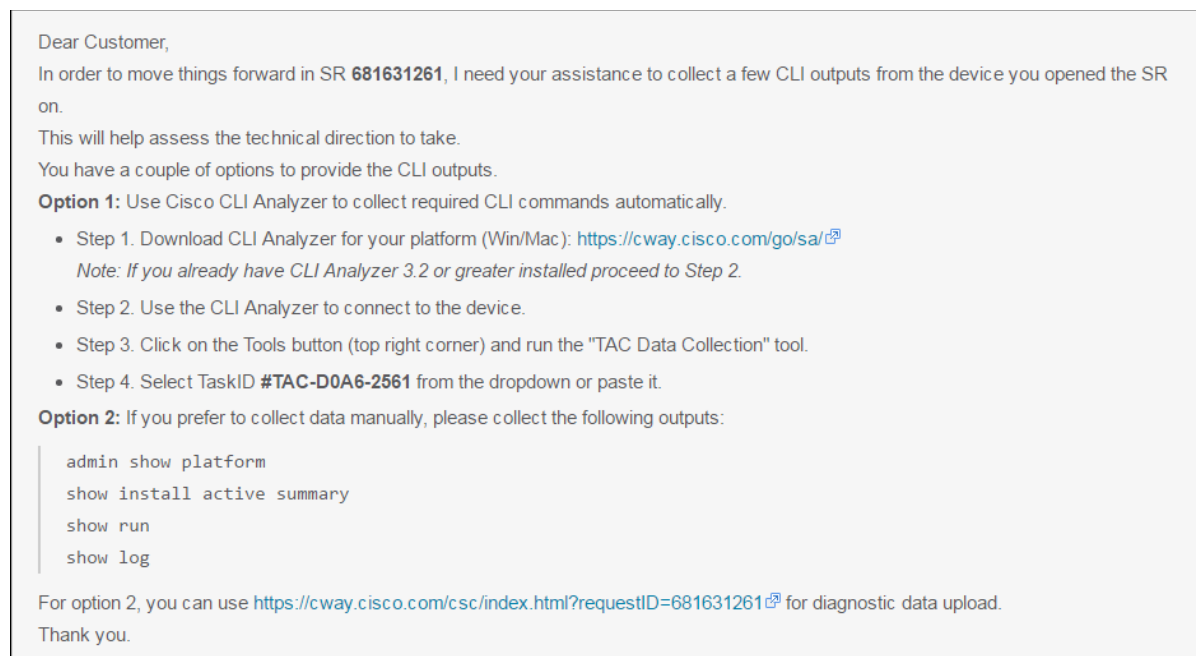 Dear Customer,
In order to move things forward in SR 681631261, I need your assistance to collect a few CLI outputs from the device you opened the SR
on.
This will help assess the technical direction to take.
You have a couple of options to provide the CLI outputs.
Option 1: Use Cisco CLI Analyzer to collect required CLI commands automatically.
• Step 1. Download CLI Analyzer for your platform (Win/Mac): https://cway.cisco.com/go/sa/
Note: If you already have CLI Analyzer 3.2 or greater installed proceed to Step 2.
• Step 2. Use the CLI Analyzer to connect to the device.
• Step 3. Click on the Tools button (top right corner) and run the "TAC Data Collection" tool.
• Step 4. Select TaskID #TAC-D0A6-2561 from the dropdown or paste it.
Option 2: If you prefer to collect data manually, please collect the following outputs:
admin show platform
show install active summary
show run
show log
For option 2, you can use https://cway.cisco.com/csc/index.html?requestID=681631261 for diagnostic data upload.
Thank you.